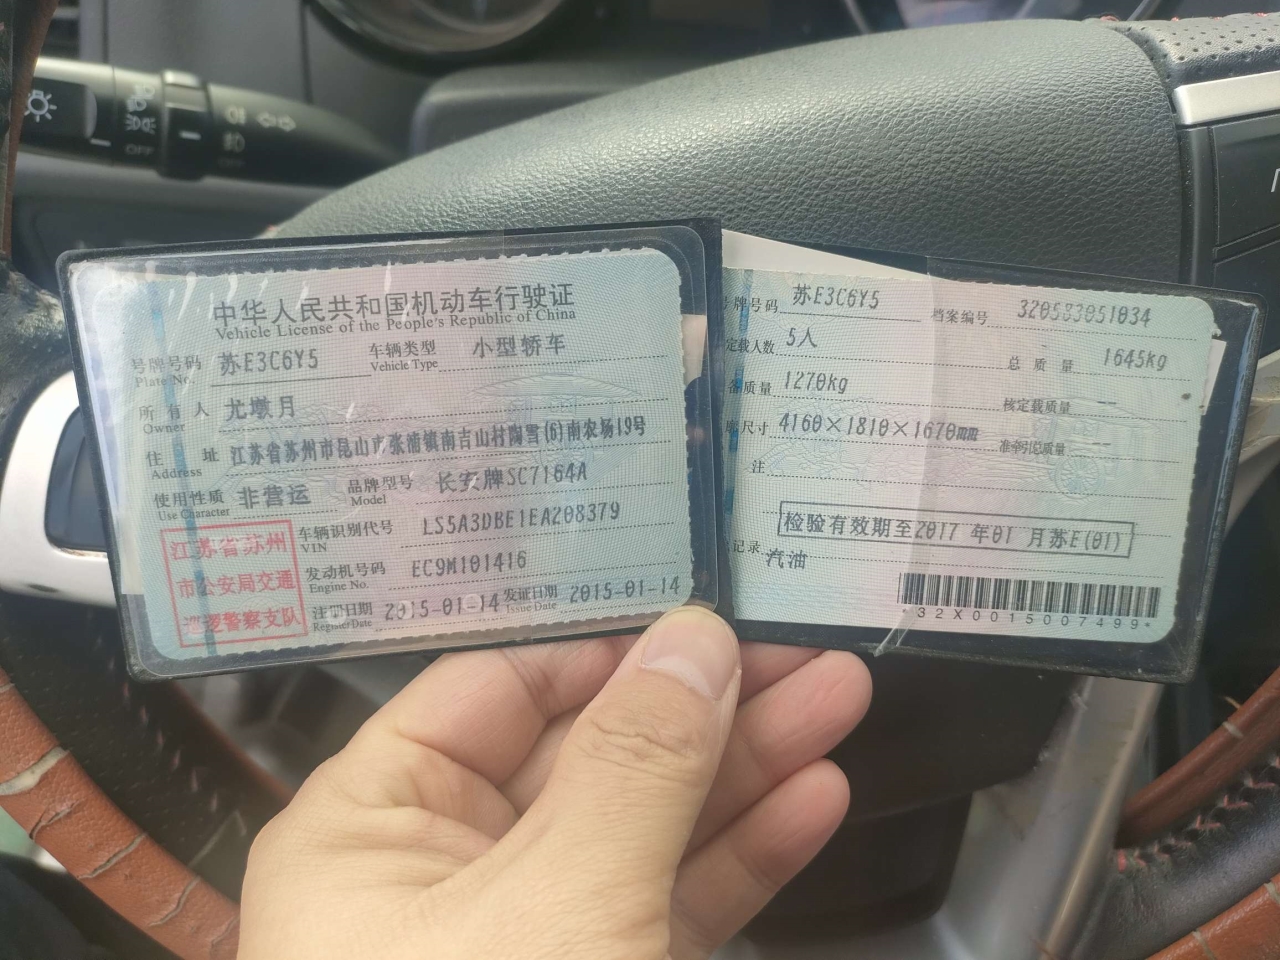 OFF
中华人民共和国机动车行驶证
Vehicle License of the People's Republic of China
号牌号码 苏E3C6Y5 车辆类型 小型轿车
Plate No. Vehicle Type
所有人 尤墩月
Owner
住址 江苏省苏州市昆山市张浦镇南吉山村陶雪(6)南农场19号
Address
使用性质 非营运 品牌型号 长安牌SC7164A
Use Character Model
江苏省苏州
市公安局交通
巡逻警察支队
车辆识别代号 LS5A3DBE1EA208379
VIN
发动机号码 EC9M101416
Engine No.
注册日期 2015-01-14 发证日期 2015-01-14
Register Date Issue Date
号牌号码 苏E3C6Y5 档案编号 320583051034
定载人数 5人 总质量 1645kg
备质量 1270kg 核定载质量 --
廓尺寸 4160×1810×1670mm 准牵引总质量 --
注
检验有效期至2017年01月苏E(01)
记录 汽油
*32X0015007499*